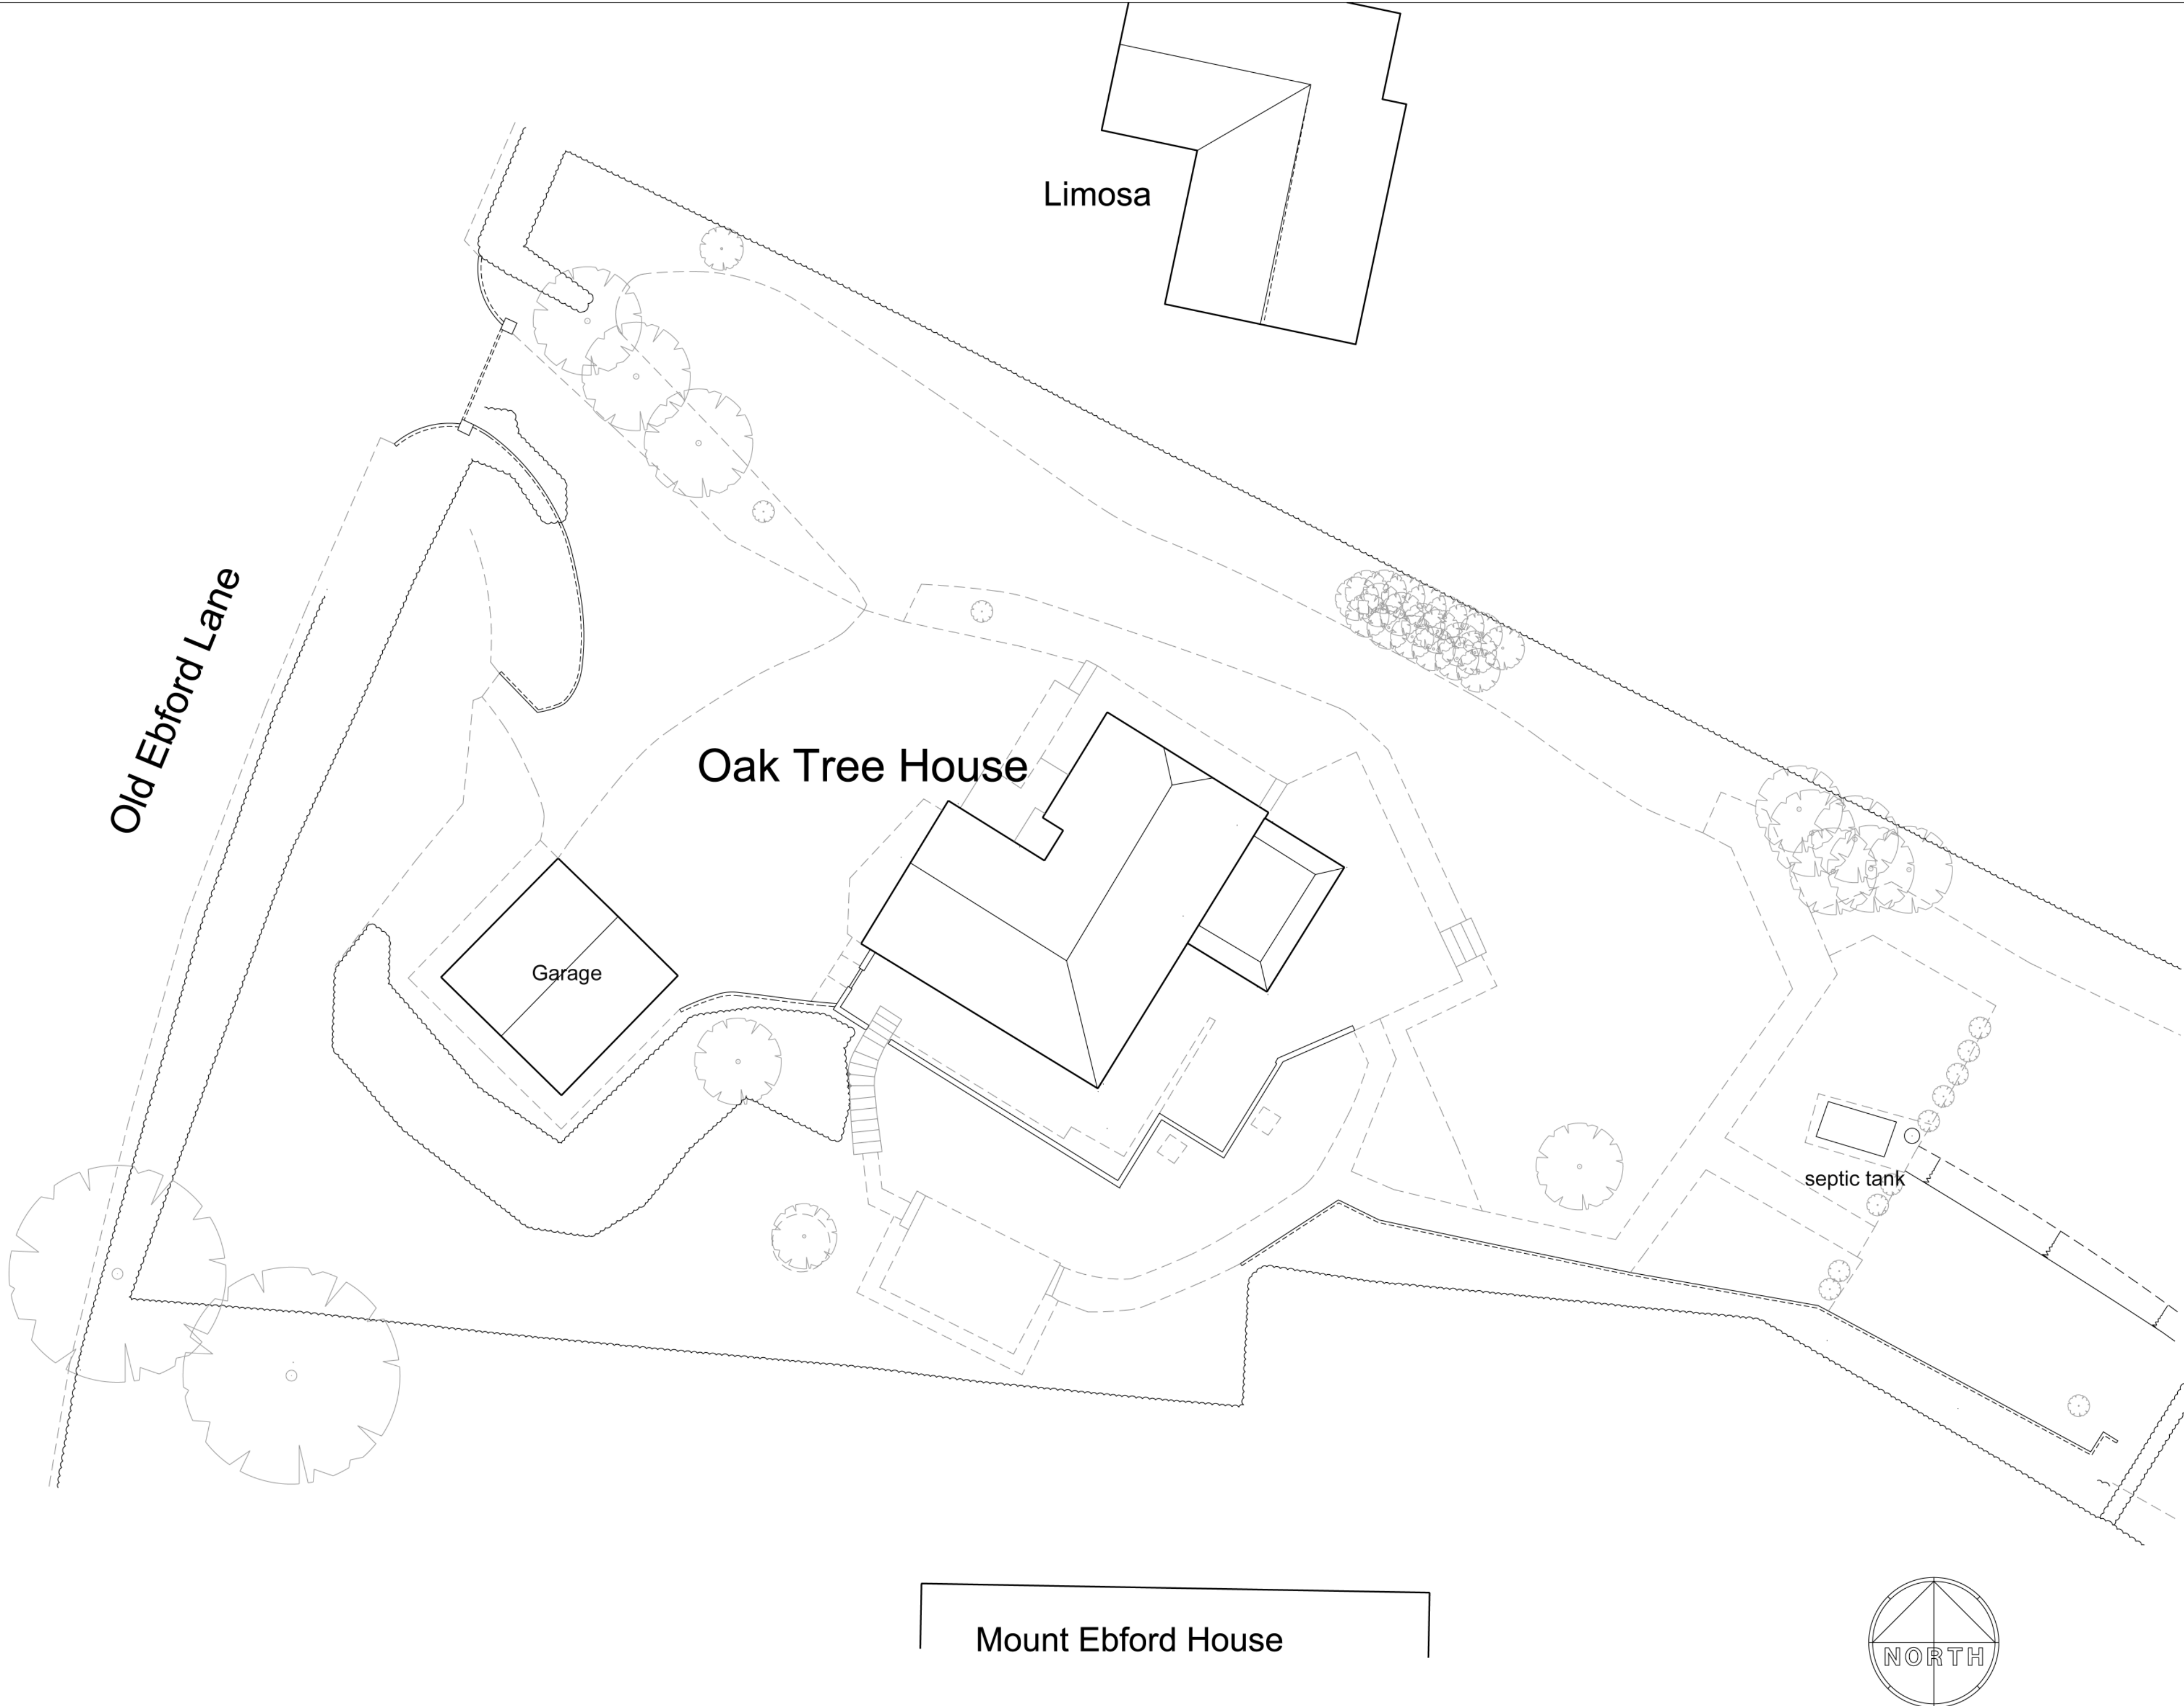 Limosa
Old Ebford Lane
Oak Tree House
Garage
septic tank
Mount Ebford House
NORTH